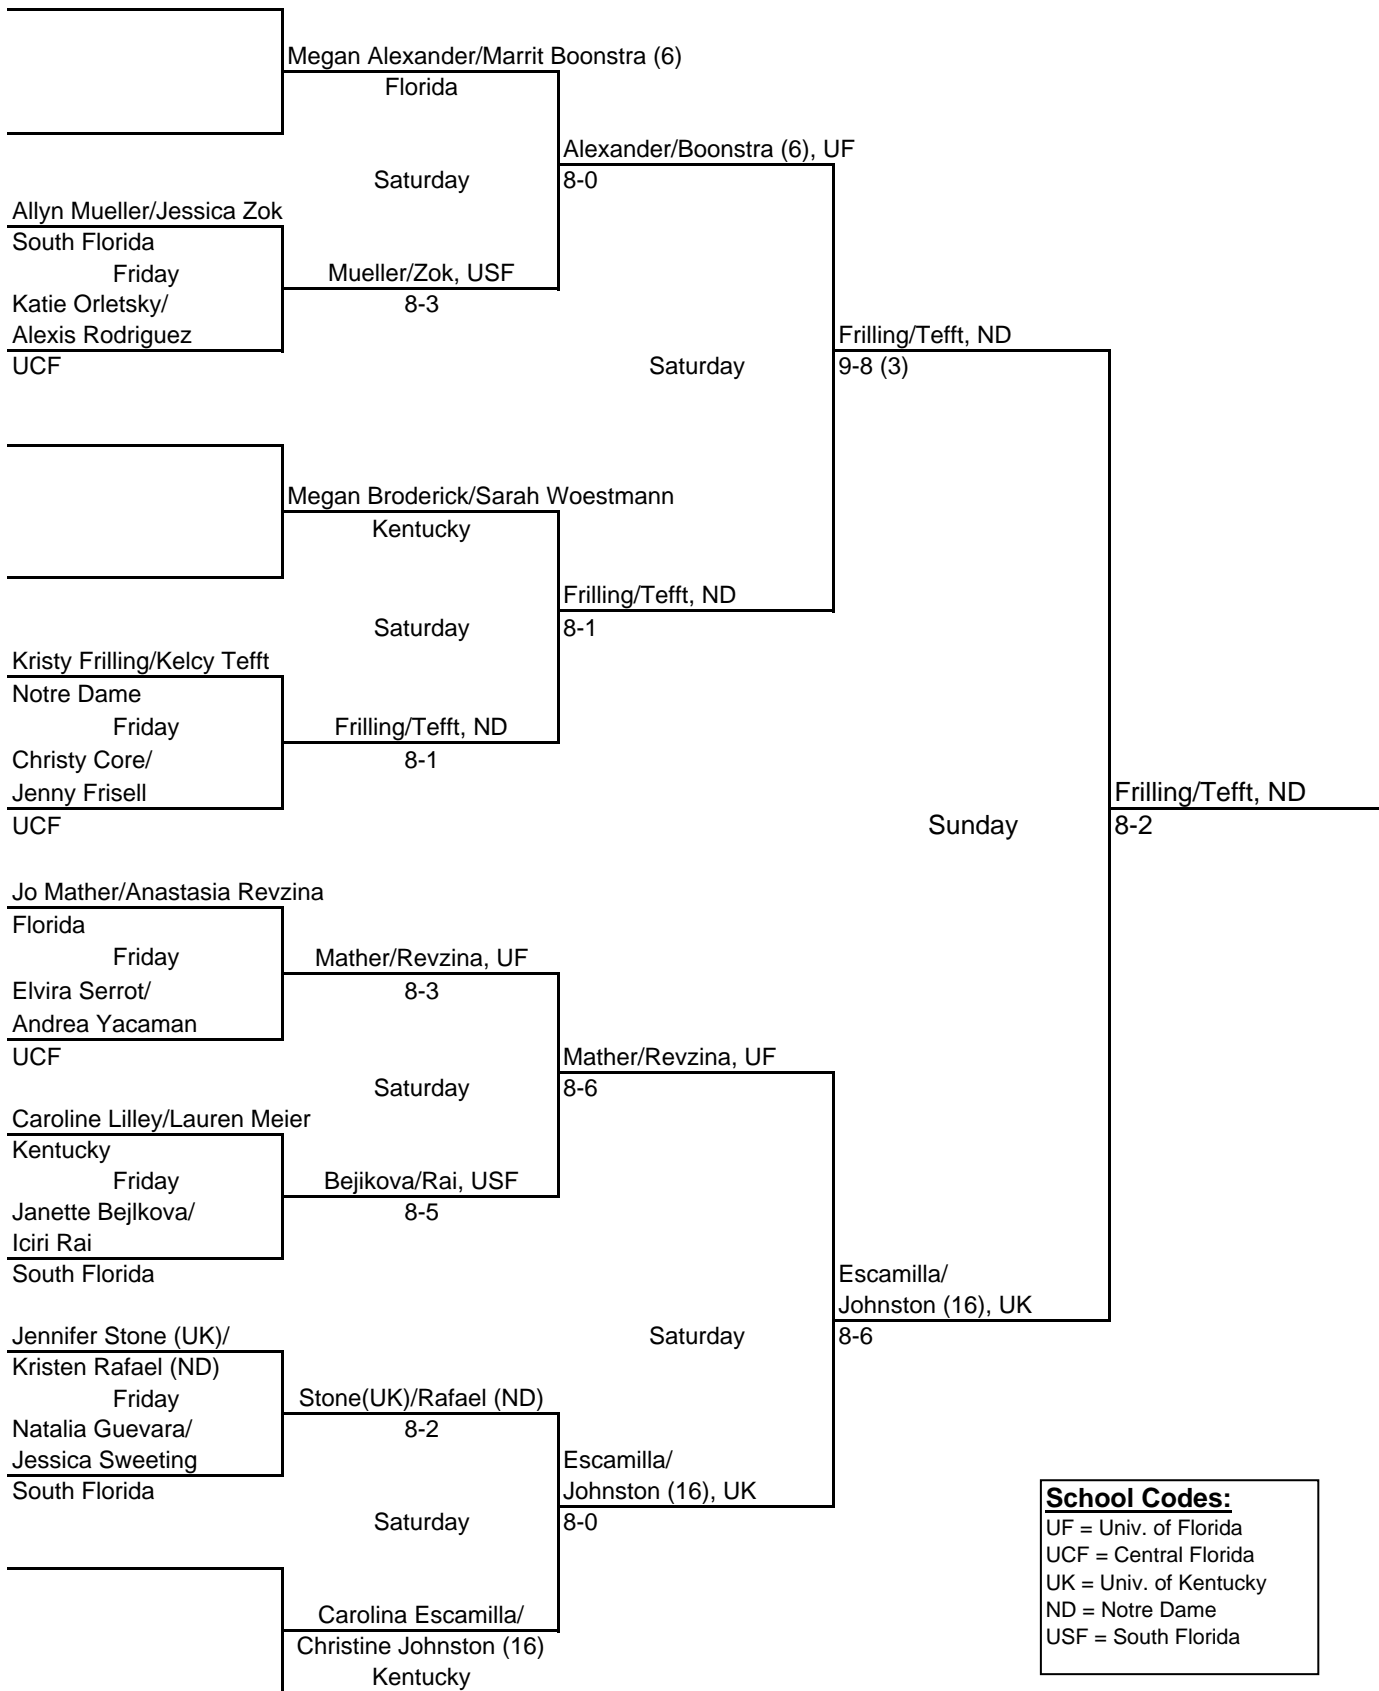 Megan Alexander/Marrit Boonstra (6)
Florida
Alexander/Boonstra (6), UF
Saturday
8-0
Allyn Mueller/Jessica Zok
South Florida
Friday
Mueller/Zok, USF
Katie Orletsky/
8-3
Alexis Rodriguez
Frilling/Tefft, ND
UCF
Saturday
9-8 (3)
Megan Broderick/Sarah Woestmann
Kentucky
Frilling/Tefft, ND
Saturday
8-1
Kristy Frilling/Kelcy Tefft
Notre Dame
Friday
Frilling/Tefft, ND
Christy Core/
8-1
Jenny Frisell
Frilling/Tefft, ND
UCF
Sunday
8-2
Jo Mather/Anastasia Revzina
Florida
Friday
Mather/Revzina, UF
Elvira Serrot/
8-3
Andrea Yacaman
UCF
Mather/Revzina, UF
Saturday
8-6
Caroline Lilley/Lauren Meier
Kentucky
Friday
Bejikova/Rai, USF
Janette Bejlkova/
8-5
Iciri Rai
South Florida
Escamilla/
Johnston (16), UK
Jennifer Stone (UK)/
Saturday
8-6
Kristen Rafael (ND)
Friday
Stone(UK)/Rafael (ND)
Natalia Guevara/
8-2
Jessica Sweeting
Escamilla/
South Florida
Johnston (16), UK
Saturday
8-0
Carolina Escamilla/
Christine Johnston (16)
Kentucky
School Codes:
UF = Univ. of Florida
UCF = Central Florida
UK = Univ. of Kentucky
ND = Notre Dame
USF = South Florida